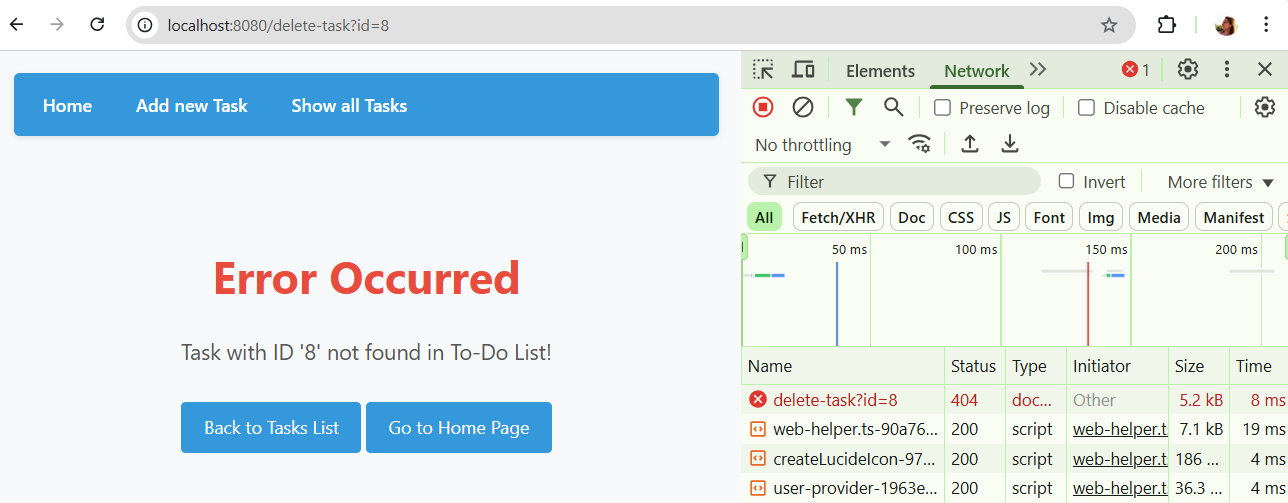 localhost:8080/delete-task?id=8
Home Add new Task Show all Tasks
Error Occurred
Task with ID '8' not found in To-Do List!
Back to Tasks List Go to Home Page
Elements Network 1
Preserve log Disable cache
No throttling
Filter Invert More filters
All Fetch/XHR Doc CSS JS Font Img Media Manifest
50 ms 100 ms 150 ms 200 ms
Name Status Type Initiator Size Time
delete-task?id=8 404 doc... Other 5.2 kB 8 ms
web-helper.ts-90a76... 200 script web-helper.t 7.1 kB 19 ms
createLucideIcon-97... 200 script web-helper.t 186 ... 4 ms
user-provider-1963e... 200 script web-helper.t 36.3 ... 4 ms